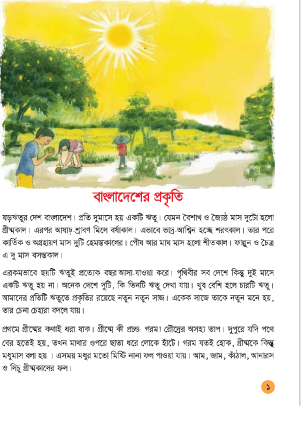 বাংলাদেশের প্রকৃতি
ষড়ঋতুর দেশ বাংলাদেশ। প্রতি দুমাসে হয় একটি ঋতু। যেমন বৈশাখ ও জ্যৈষ্ঠ মাস দুটো হলো
গ্রীষ্মকাল। এরপর আষাঢ়-শ্রাবণ মিলে বর্ষাকাল। এভাবে ভাদ্র-আশ্বিন হচ্ছে শরৎকাল। তার পরে
কার্তিক ও অগ্রহায়ণ মাস দুটি হেমন্তকালের। পৌষ আর মাঘ মাস হলো শীতকাল। ফাল্গুন ও চৈত্র
এ দু মাস বসন্তকাল।
এরকমভাবে ছয়টি ঋতুই প্রত্যেক বছর আসা-যাওয়া করে। পৃথিবীর সব দেশে কিন্তু দুই মাসে
একটি ঋতু হয় না। অনেক দেশে দুটি, কি তিনটি ঋতু দেখা যায়। খুব বেশি হলে চারটি ঋতু।
আমাদের প্রতিটি ঋতুতে প্রকৃতির রয়েছে নতুন নতুন সাজ। একেক সাজে তাকে নতুন মনে হয়,
তার চেনা চেহারা বদলে যায়।
প্রথমে গ্রীষ্মের কথাই ধরা যাক। গ্রীষ্মে কী প্রচণ্ড গরম! রৌদ্রের অসহ্য তাপ। দুপুরে যদি পথে
বের হতেই হয়, তখন মাথার ওপরে ছাতা ধরে লোকে হাঁটে। গরম যতই হোক, গ্রীষ্মকে কিন্তু
মধুমাস বলা হয়। এসময় মধুর মতো মিষ্টি নানা ফল পাওয়া যায়। আম, জাম, কাঁঠাল, আনারস
ও লিচু গ্রীষ্মকালের ফল।
১